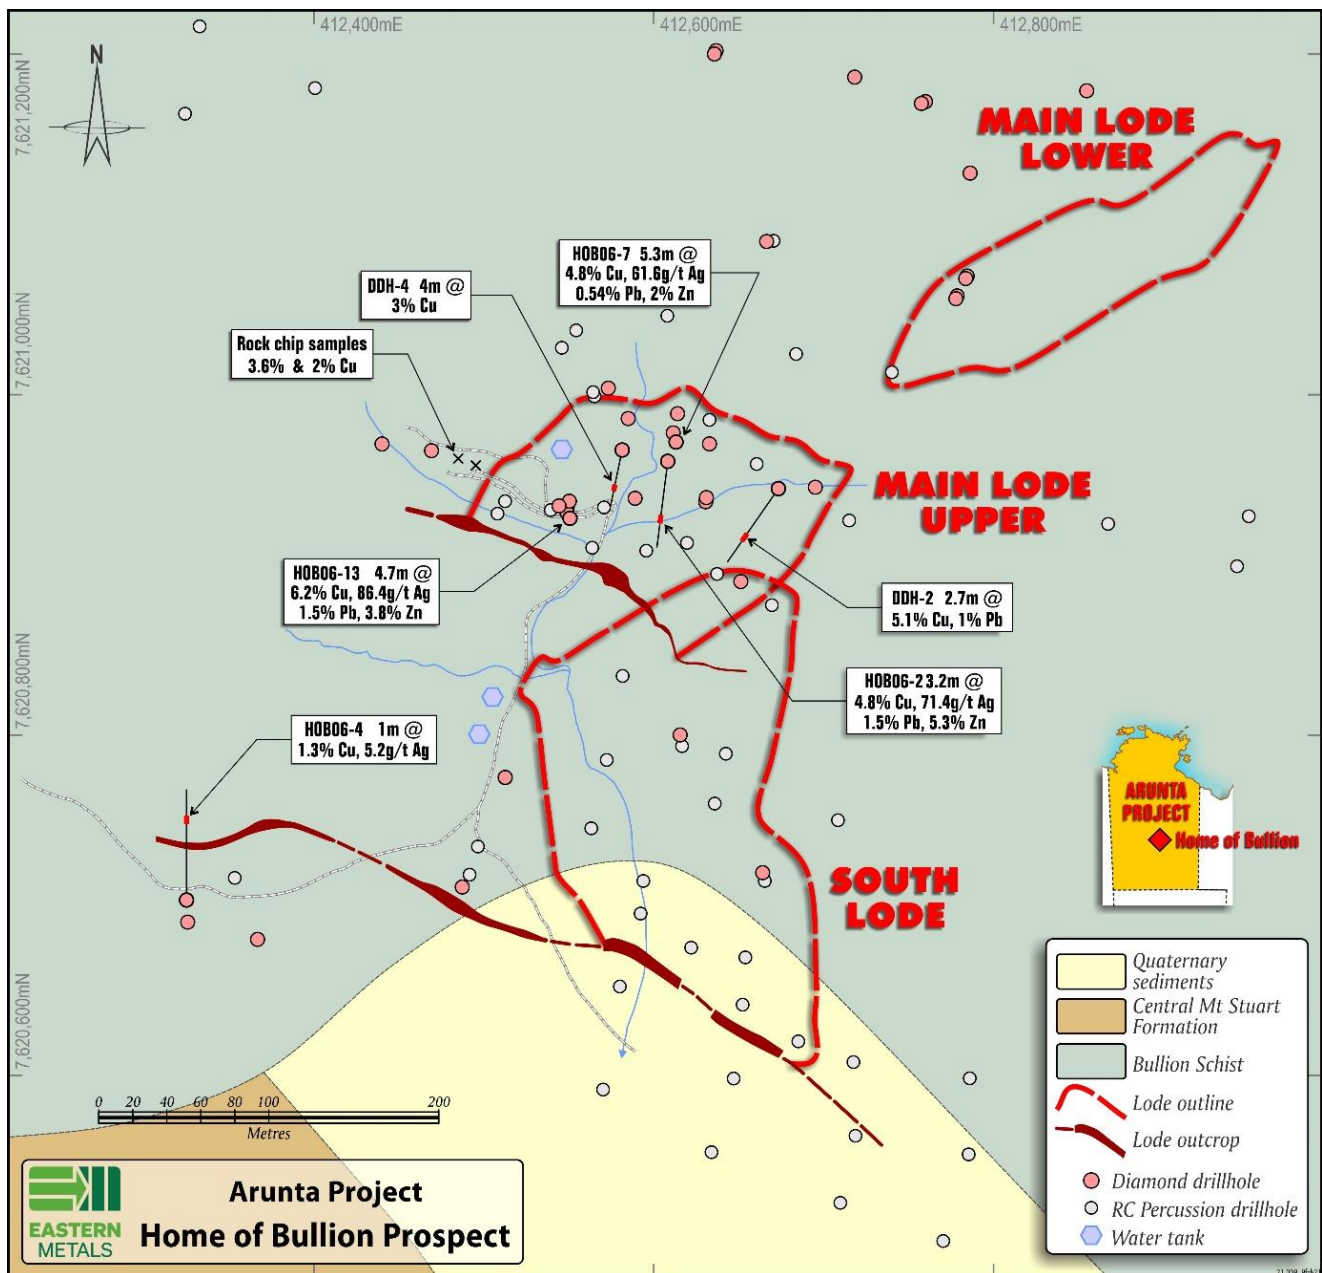 412,400mE
412,600mE
412,800mE
N
7,621,200mN
MAIN LODE
LOWER
HOB06-7 5.3m @
4.8% Cu, 61.6g/t Ag
0.54% Pb, 2% Zn
DDH-4 4m @
3% Cu
Rock chip samples
3.6% & 2% Cu
7,621,000mN
MAIN LODE
UPPER
HOB06-13 4.7m @
6.2% Cu, 86.4g/t Ag
1.5% Pb, 3.8% Zn
DDH-2 2.7m @
5.1% Cu, 1% Pb
HOB06-2 3.2m @
4.8% Cu, 71.4g/t Ag
1.5% Pb, 5.3% Zn
7,620,800mN
HOB06-4 1m @
1.3% Cu, 5.2g/t Ag
ARUNTA
PROJECT
Home of Bullion
SOUTH
LODE
7,620,600mN
Quaternary
sediments
Central Mt Stuart
Formation
Bullion Schist
Lode outline
Lode outcrop
Diamond drillhole
RC Percussion drillhole
Water tank
0 20 40 60 80 100 200
Metres
EASTERN
METALS
Arunta Project
Home of Bullion Prospect